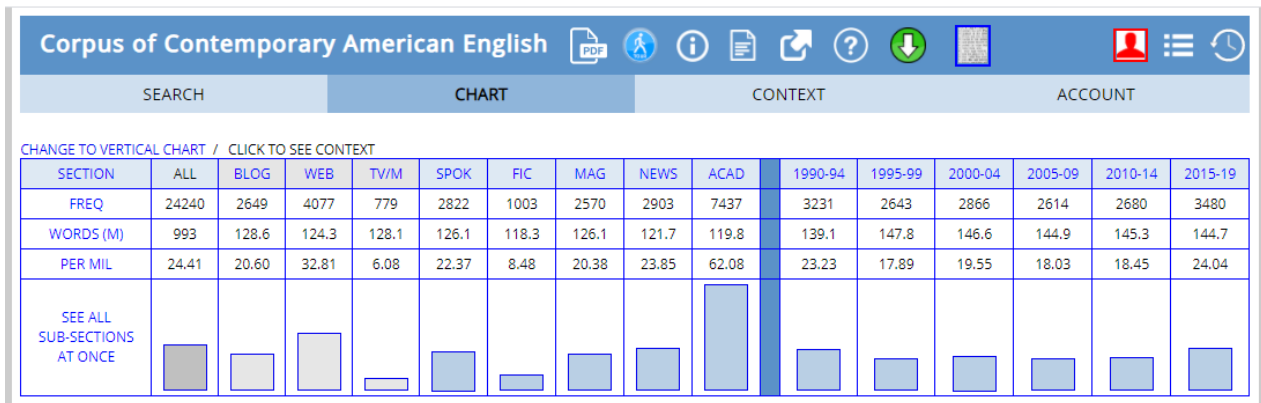 Corpus of Contemporary American English PDF
SEARCH CHART CONTEXT ACCOUNT
CHANGE TO VERTICAL CHART / CLICK TO SEE CONTEXT
SECTION ALL BLOG WEB TV/M SPOK FIC MAG NEWS ACAD 1990-94 1995-99 2000-04 2005-09 2010-14 2015-19
FREQ 24240 2649 4077 779 2822 1003 2570 2903 7437 3231 2643 2866 2614 2680 3480
WORDS (M) 993 128.6 124.3 128.1 126.1 118.3 126.1 121.7 119.8 139.1 147.8 146.6 144.9 145.3 144.7
PER MIL 24.41 20.60 32.81 6.08 22.37 8.48 20.38 23.85 62.08 23.23 17.89 19.55 18.03 18.45 24.04
SEE ALL
SUB-SECTIONS
AT ONCE